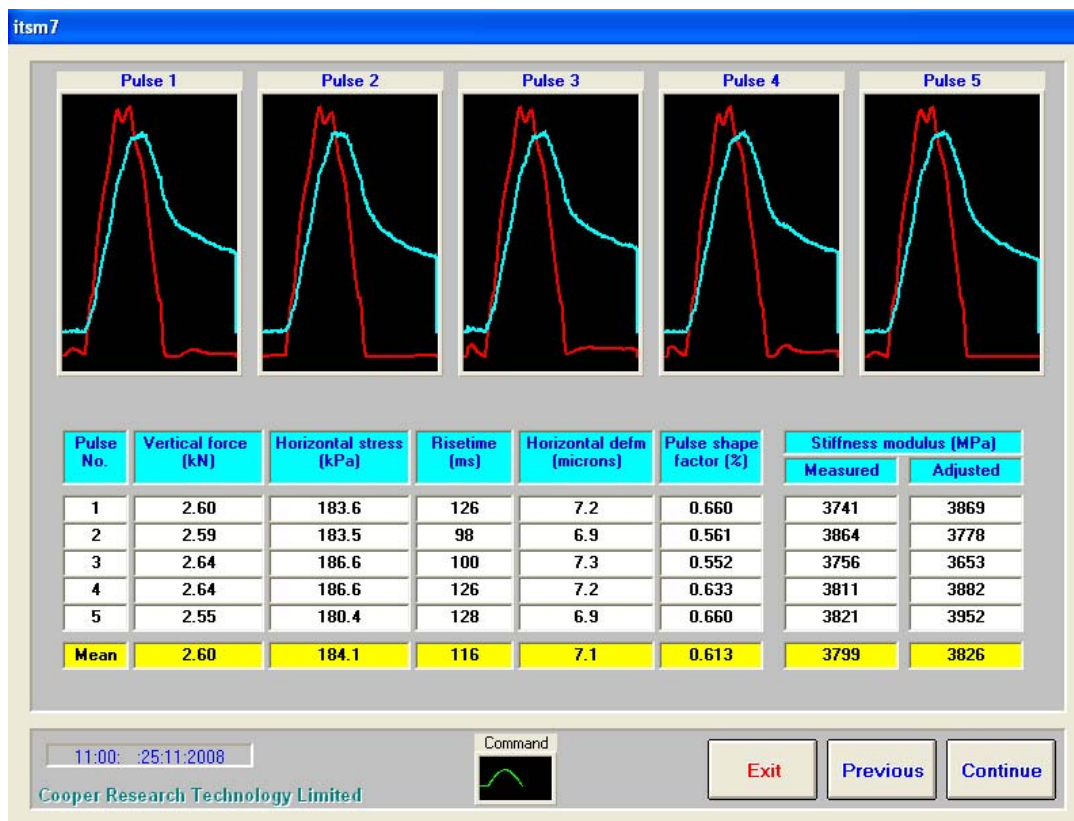 itsm7
Pulse 1 Pulse 2 Pulse 3 Pulse 4 Pulse 5
Pulse No. Vertical force (kN) Horizontal stress (kPa) Risetime (ms) Horizontal defm (microns) Pulse shape factor (%) Stiffness modulus (MPa)
Measured Adjusted
1 2.60 183.6 126 7.2 0.660 3741 3869
2 2.59 183.5 98 6.9 0.561 3864 3778
3 2.64 186.6 100 7.3 0.552 3756 3653
4 2.64 186.6 126 7.2 0.633 3811 3882
5 2.55 180.4 128 6.9 0.660 3821 3952
Mean 2.60 184.1 116 7.1 0.613 3799 3826
11:00: :25:11:2008
Cooper Research Technology Limited
Command
Exit Previous Continue